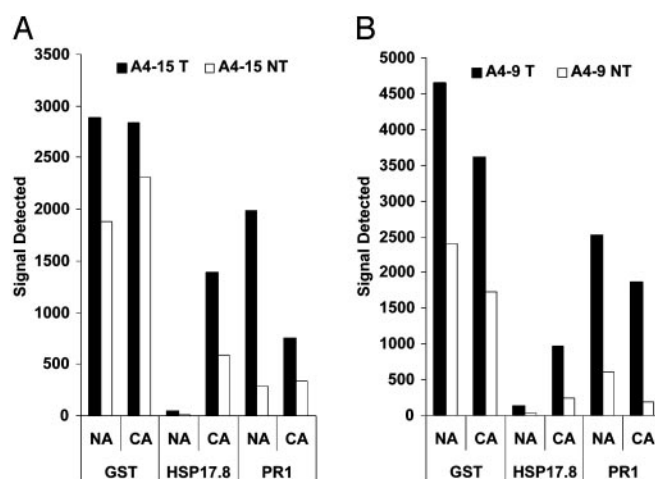 A
3500
3000
2500
2000
1500
1000
500
0
Signal Detected
A4-15 T A4-15 NT
NA CA NA CA NA CA
GST HSP17.8 PR1
B
5000
4500
4000
3500
3000
2500
2000
1500
1000
500
0
Signal Detected
A4-9 T A4-9 NT
NA CA NA CA NA CA
GST HSP17.8 PR1